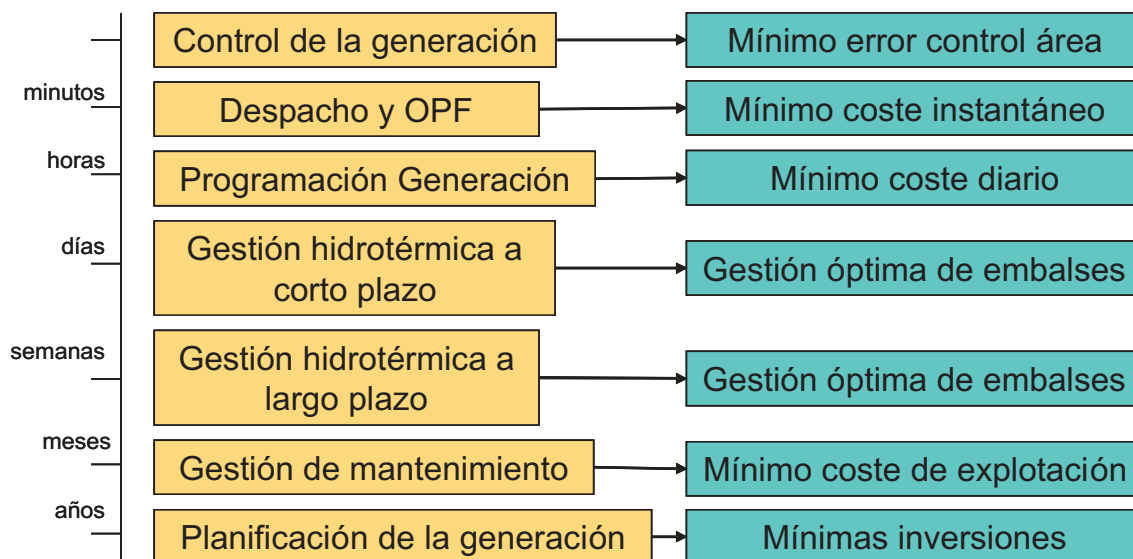 Control de la generación
Mínimo error control área
minutos
Despacho y OPF
Mínimo coste instantáneo
horas
Programación Generación
Mínimo coste diario
días
Gestión hidrotérmica a
corto plazo
Gestión óptima de embalses
semanas
Gestión hidrotérmica a
largo plazo
Gestión óptima de embalses
meses
Gestión de mantenimiento
Mínimo coste de explotación
años
Planificación de la generación
Mínimas inversiones